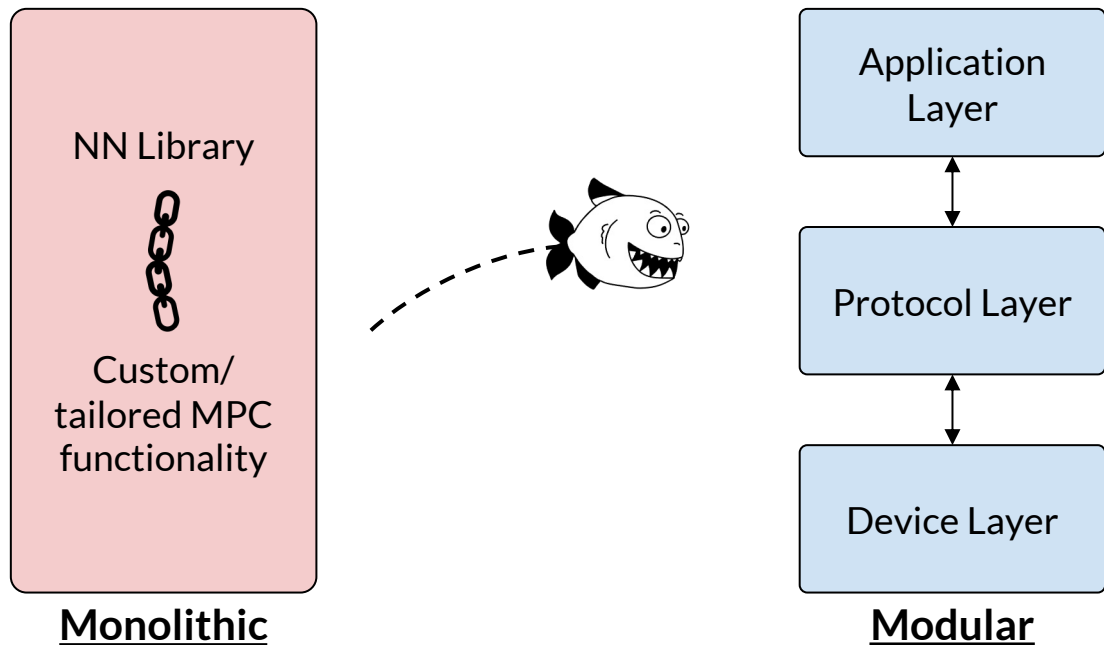 NN Library
Custom/
tailored MPC
functionality
Monolithic
Application
Layer
Protocol Layer
Device Layer
Modular